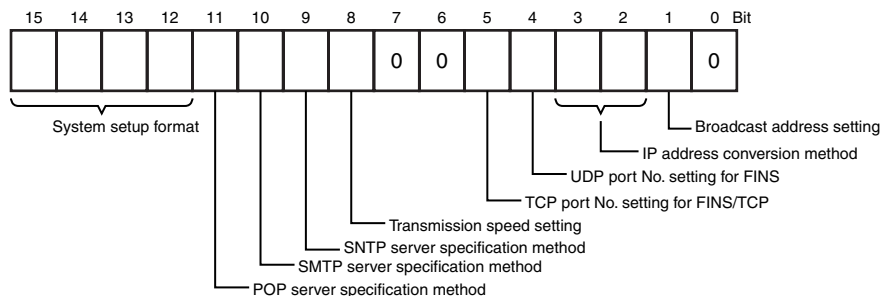 15 14 13 12 11 10 9 8 7 6 5 4 3 2 1 0 Bit
0 0 0
System setup format
Broadcast address setting
IP address conversion method
UDP port No. setting for FINS
TCP port No. setting for FINS/TCP
Transmission speed setting
SNTP server specification method
SMTP server specification method
POP server specification method